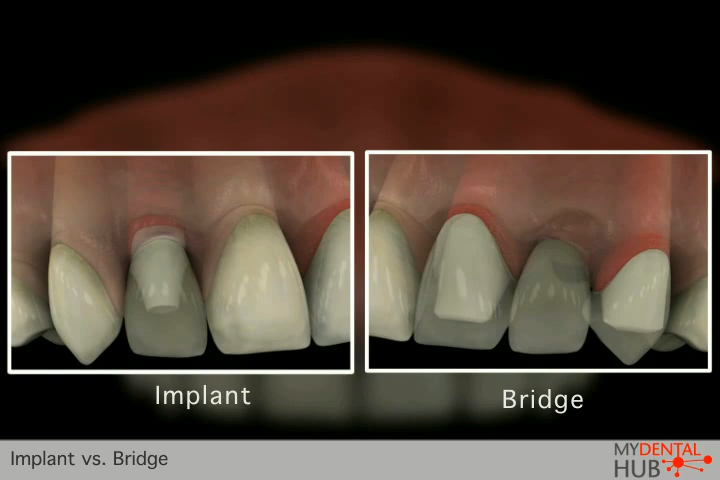 Implant
Bridge
Implant vs. Bridge
MYDENTAL
HUB